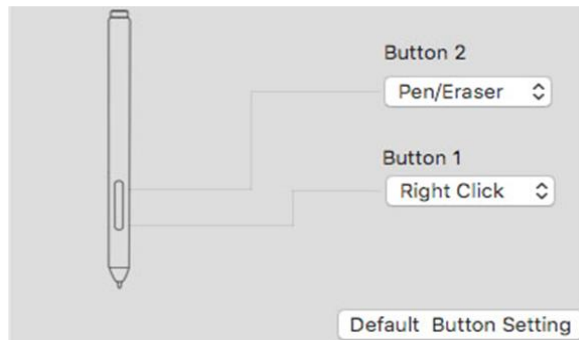 Button 2
Pen/Eraser
Button 1
Right Click
Default Button Setting